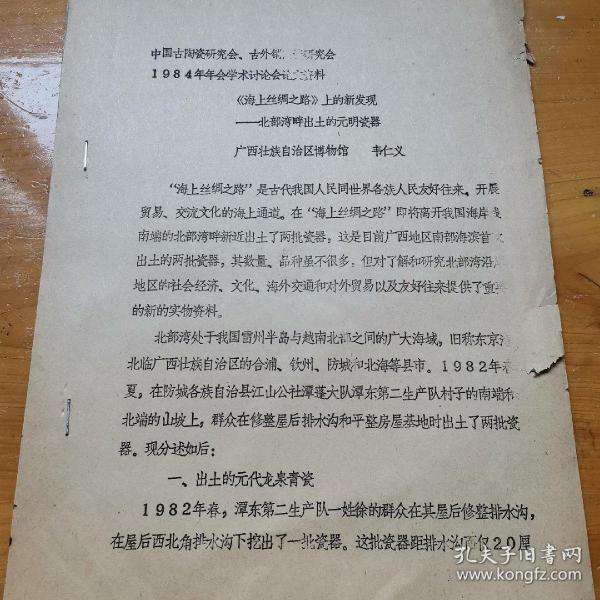 中国古陶瓷研究会、古外销 研究会
1984年年会学术讨论会论 资料
《海上丝绸之路》上的新发现
——北部湾畔出土的元明瓷器
广西壮族自治区博物馆 韦仁义
“海上丝绸之路”是古代我国人民同世界各族人民友好往来、开展
贸易、交流文化的海上通道。在“海上丝绸之路”即将离开我国海岸
南端的北部湾畔新近出土了两批瓷器，这是目前广西地区南部海滨首次
出土的两批瓷器，其数量、品种虽不很多，但对了解和研究北部湾沿
地区的社会经济、文化、海外交通和对外贸易以及友好往来提供了重要
的新的实物资料。
北部湾处于我国雷州半岛与越南北部之间的广大海域，旧称东京
北临广西壮族自治区的合浦、钦州、防城和北海等县市。1982年春
夏，在防城各族自治县江山公社潭蓬大队潭东第二生产队村子的南端和
北端的山坡上，群众在修整屋后排水沟和平整房屋基地时出土了两批瓷
器。现分述如后：
一、出土的元代龙泉青瓷
1982年春，潭东第二生产队一姓徐的群众在其屋后修整排水沟，
在屋后西北角排水沟下挖出了一批瓷器。这批瓷器距排水沟 仅20厘
孔夫子旧书网
kongfz.com